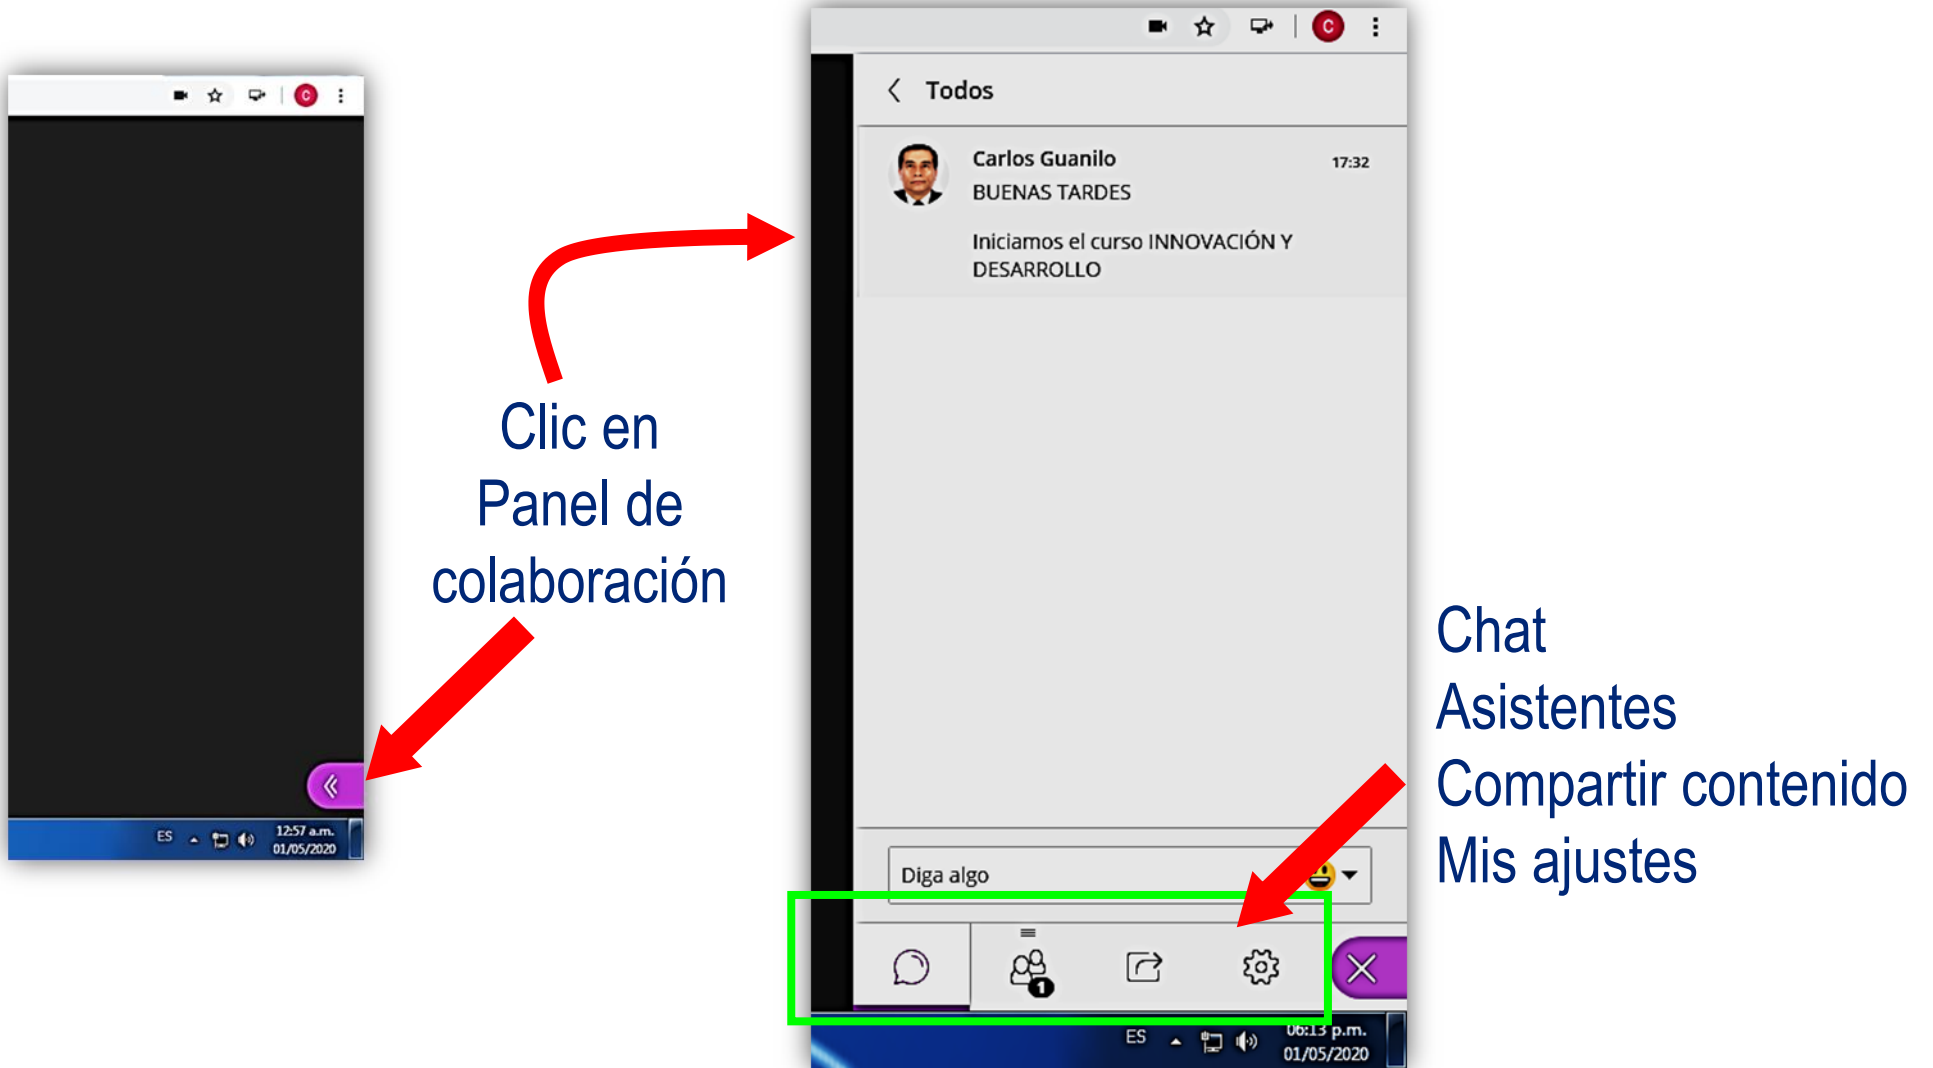 C
ES
12:57 a.m.
01/05/2020
Clic en
Panel de
colaboración
C
Todos
Carlos Guanilo
17:32
BUENAS TARDES
Iniciamos el curso INNOVACIÓN Y
DESARROLLO
Diga algo
1
ES
06:13 p.m.
01/05/2020
Chat
Asistentes
Compartir contenido
Mis ajustes